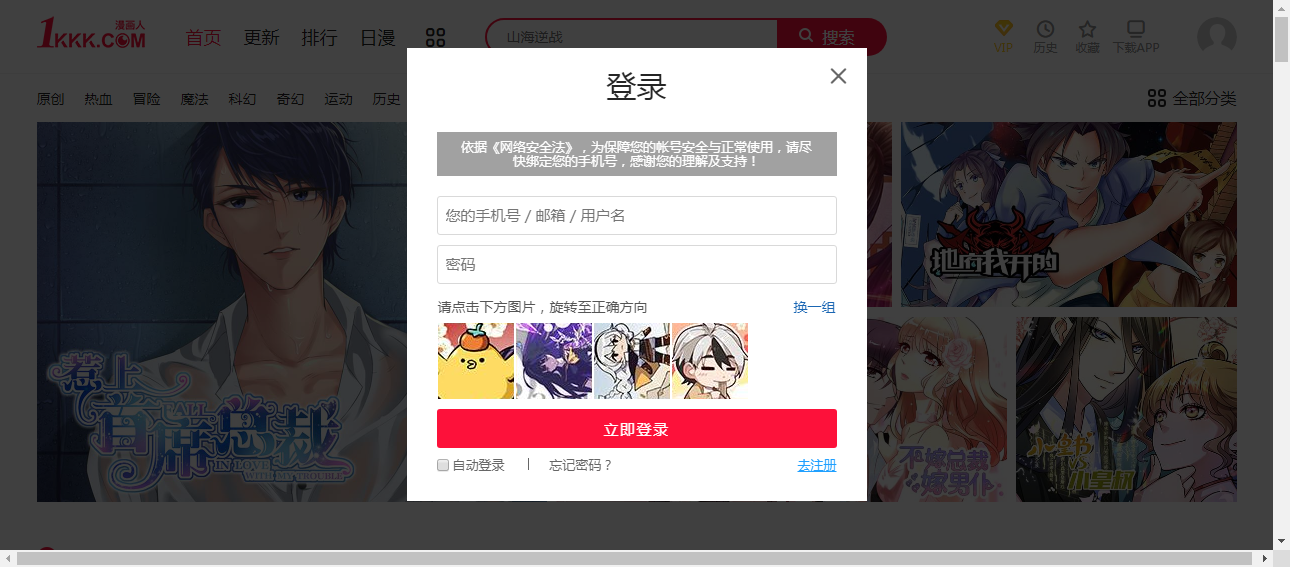 漫画人
1KKK.COM
首页 更新 排行 日漫
山海逆战
搜索
VIP 历史 收藏 下载APP
原创 热血 冒险 魔法 科幻 奇幻 运动 历史
全部分类
登录
依据《网络安全法》，为保障您的帐号安全与正常使用，请尽
快绑定您的手机号，感谢您的理解及支持！
您的手机号 / 邮箱 / 用户名
密码
请点击下方图片，旋转至正确方向 换一组
立即登录
自动登录 | 忘记密码？ 去注册
惹上
首席总裁
CALL
IN LOVE
WITH MY TROUBLE
地府我开的
不嫁总裁
嫁男仆
小皇书
VS
小皇叔